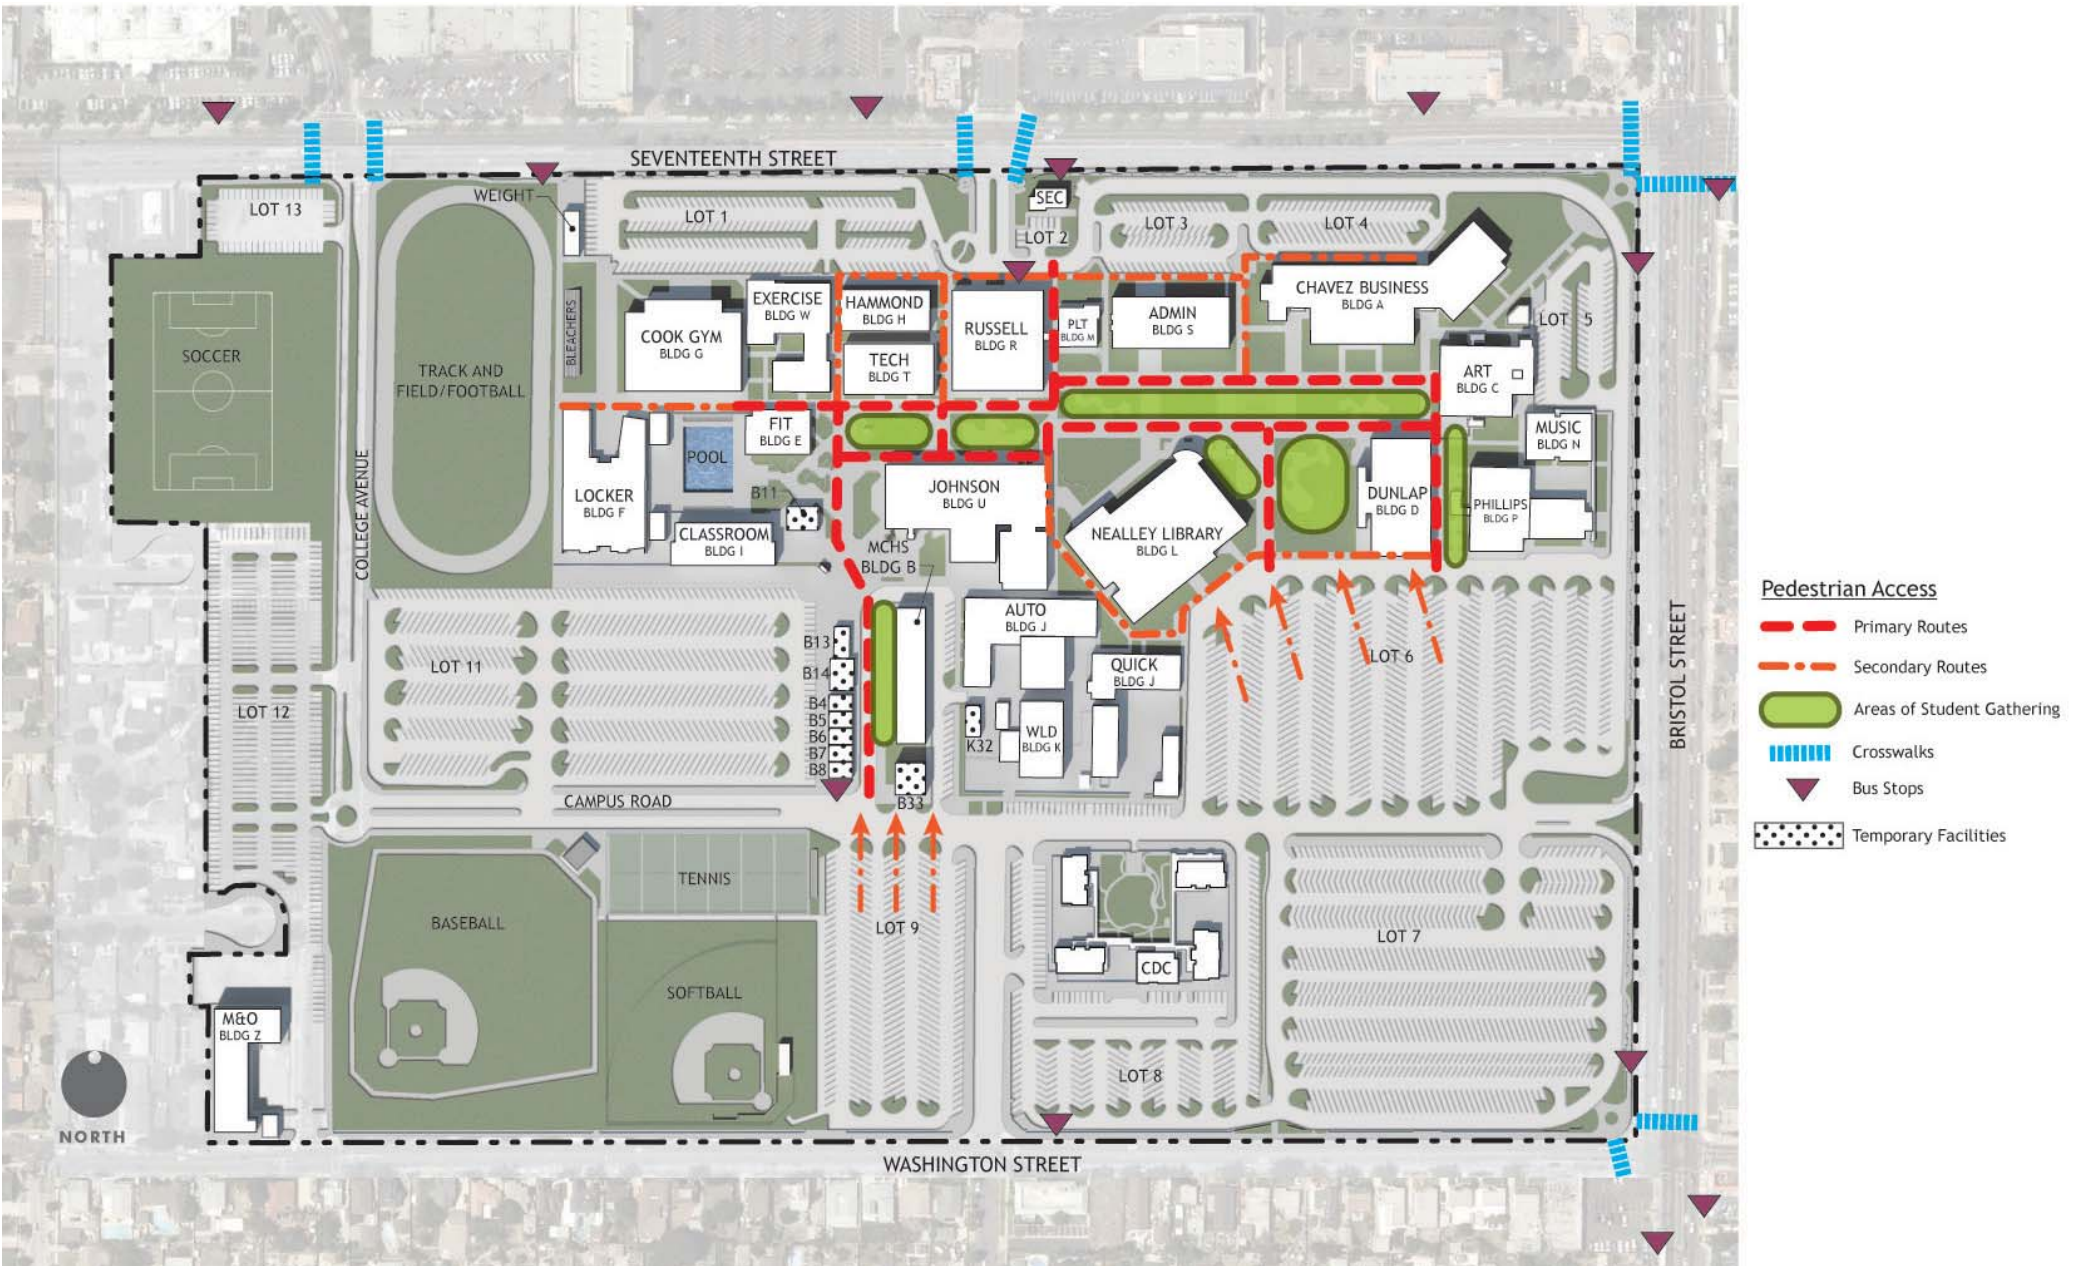 SEVENTEENTH STREET
WEIGHT
LOT 13
LOT 1
SEC
LOT 2
LOT 3
LOT 4
LOT 5
SOCCER
TRACK AND
FIELD/FOOTBALL
BLEACHERS
COOK GYM
BLDG G
EXERCISE
BLDG W
HAMMOND
BLDG H
TECH
BLDG T
RUSSELL
BLDG R
PLT
BLDG M
ADMIN
BLDG S
CHAVEZ BUSINESS
BLDG A
ART
BLDG C
MUSIC
BLDG N
FIT
BLDG E
POOL
B11
LOCKER
BLDG F
CLASSROOM
BLDG I
JOHNSON
BLDG U
MCHS
BLDG B
NEALLEY LIBRARY
BLDG L
DUNLAP
BLDG D
PHILLIPS
BLDG P
COLLEGE AVENUE
BRISTOL STREET
AUTO
BLDG J
QUICK
BLDG J
WLD
BLDG K
K32
B13
B14
B4
B5
B6
B7
B8
B33
LOT 11
LOT 12
LOT 6
CAMPUS ROAD
TENNIS
BASEBALL
SOFTBALL
LOT 9
CDC
LOT 7
LOT 8
M&O
BLDG Z
NORTH
WASHINGTON STREET
Pedestrian Access
Primary Routes
Secondary Routes
Areas of Student Gathering
Crosswalks
Bus Stops
Temporary Facilities